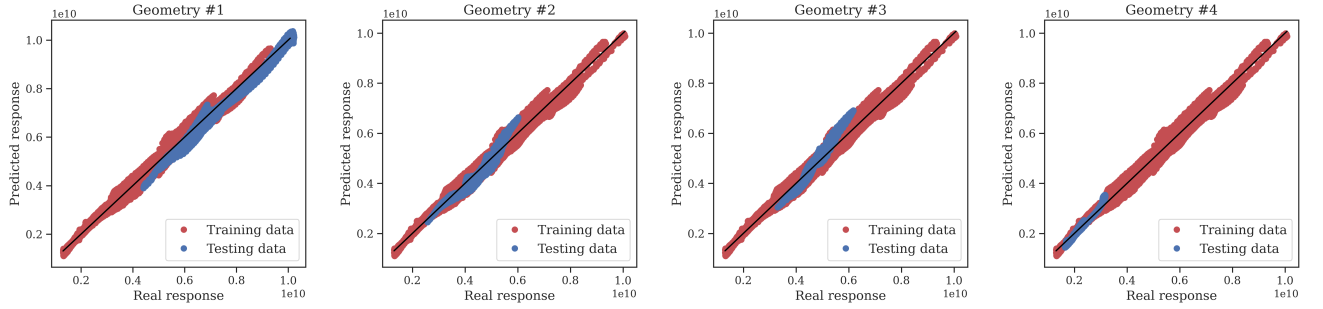 Geometry #1
1e10
Predicted response
1.0
0.8
0.6
0.4
0.2
Training data
Testing data
0.2 0.4 0.6 0.8 1.0
Real response
1e10
Geometry #2
1e10
Predicted response
1.0
0.8
0.6
0.4
0.2
Training data
Testing data
0.2 0.4 0.6 0.8 1.0
Real response
1e10
Geometry #3
1e10
Predicted response
1.0
0.8
0.6
0.4
0.2
Training data
Testing data
0.2 0.4 0.6 0.8 1.0
Real response
1e10
Geometry #4
1e10
Predicted response
1.0
0.8
0.6
0.4
0.2
Training data
Testing data
0.2 0.4 0.6 0.8 1.0
Real response
1e10